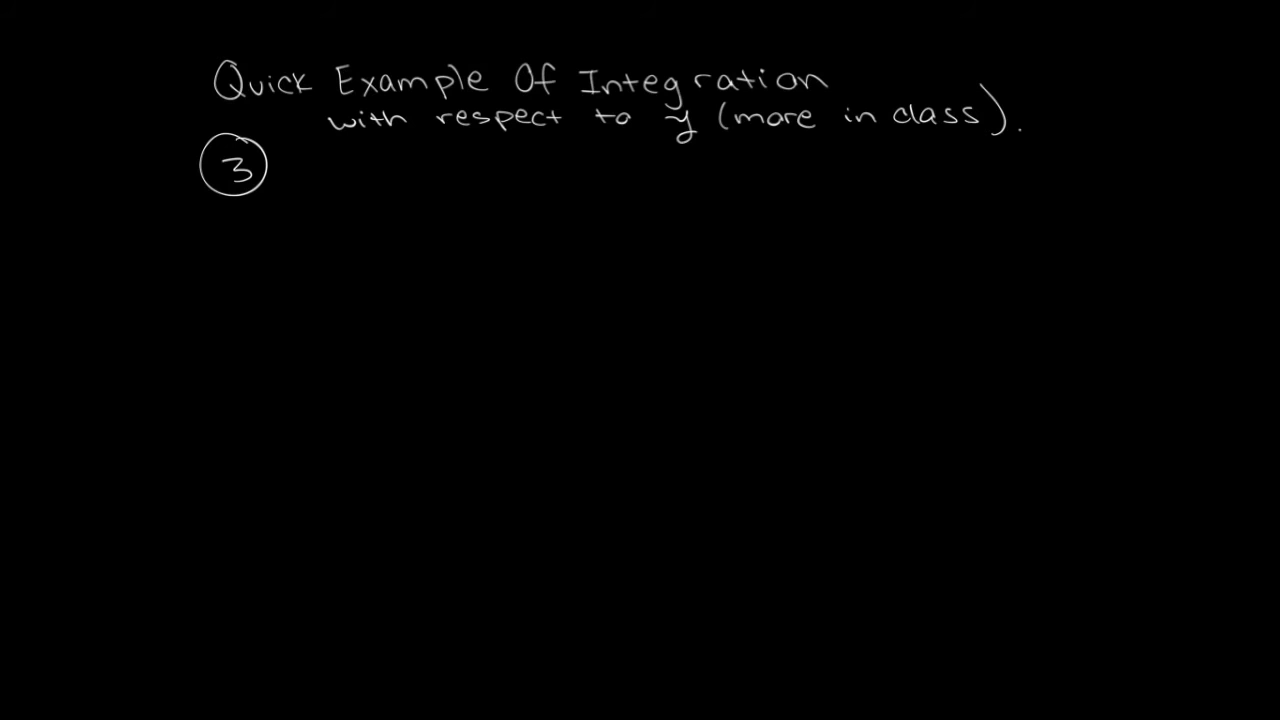 Quick Example Of Integration
with respect to y (more in class).
3